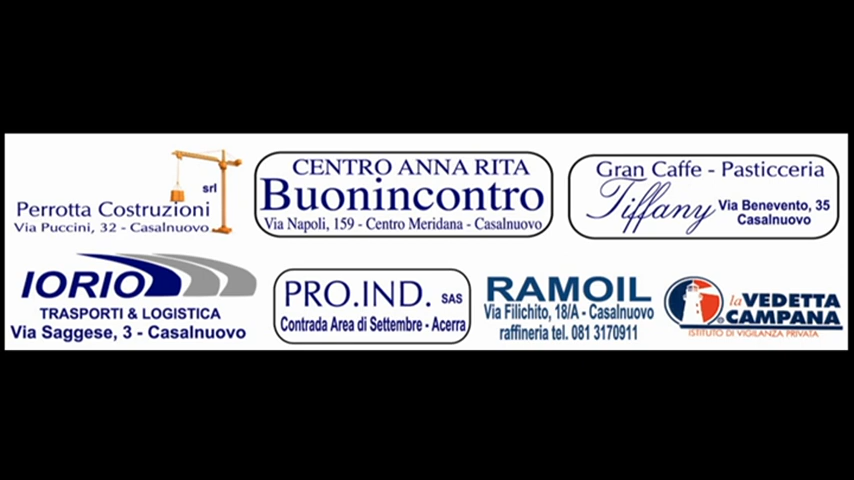 Perrotta Costruzioni srl
Via Puccini, 32 - Casalnuovo
CENTRO ANNA RITA
Buonincontro
Via Napoli, 159 - Centro Meridana - Casalnuovo
Gran Caffe - Pasticceria
Tiffany
Via Benevento, 35
Casalnuovo
IORIO
TRASPORTI & LOGISTICA
Via Saggese, 3 - Casalnuovo
PRO.IND. SAS
Contrada Area di Settembre - Acerra
RAMOIL
Via Filichito, 18/A - Casalnuovo
raffineria tel. 081 3170911
la VEDETTA
CAMPANA
ISTITUTO DI VIGILANZA PRIVATA